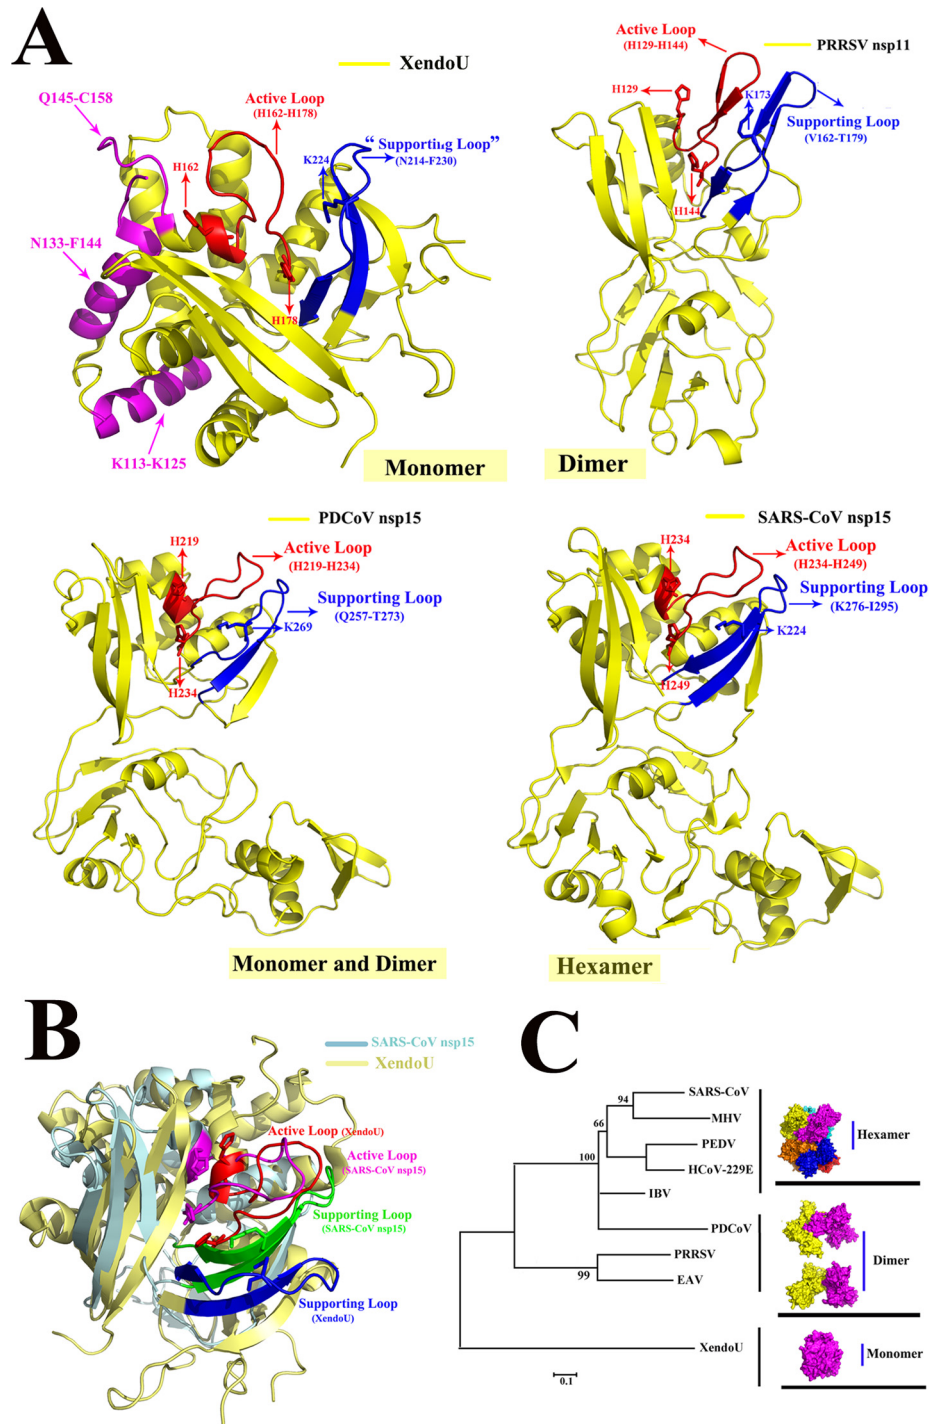 A
XendoU
Q145-C158
Active Loop
(H162-H178)
H162
“ Supporting Loop”
(N214-F230)
K224
N133-F144
H178
K113-K125
Monomer
Active Loop
(H129-H144)
PRRSV nsp11
H129
K173
Supporting Loop
(V162-T179)
H144
Dimer
PDCoV nsp15
H219
Active Loop
(H219-H234)
Supporting Loop
(Q257-T273)
K269
H234
Monomer and Dimer
SARS-CoV nsp15
H234
Active Loop
(H234-H249)
Supporting Loop
(K276-I295)
K224
H249
Hexamer
B
SARS-CoV nsp15
XendoU
Active Loop (XendoU)
Active Loop
(SARS-CoV nsp15)
Supporting Loop
(SARS-CoV nsp15)
Supporting Loop
(XendoU)
C
SARS-CoV
94
MHV
66
PEDV
100
HCoV-229E
IBV
PDCoV
PRRSV
99
EAV
XendoU
0.1
Hexamer
Dimer
Monomer